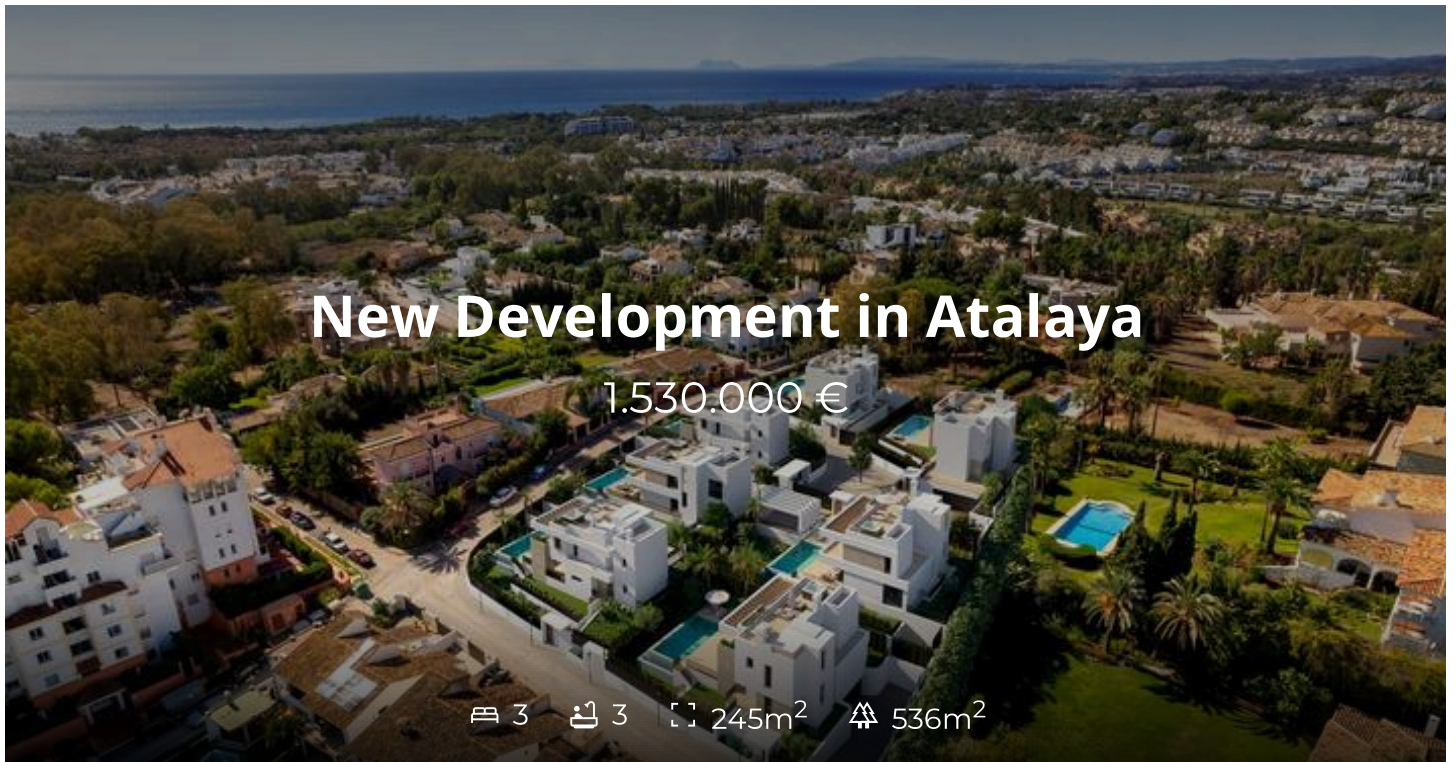 New Development in Atalaya
1.530.000 €
3 3 245m² 536m²